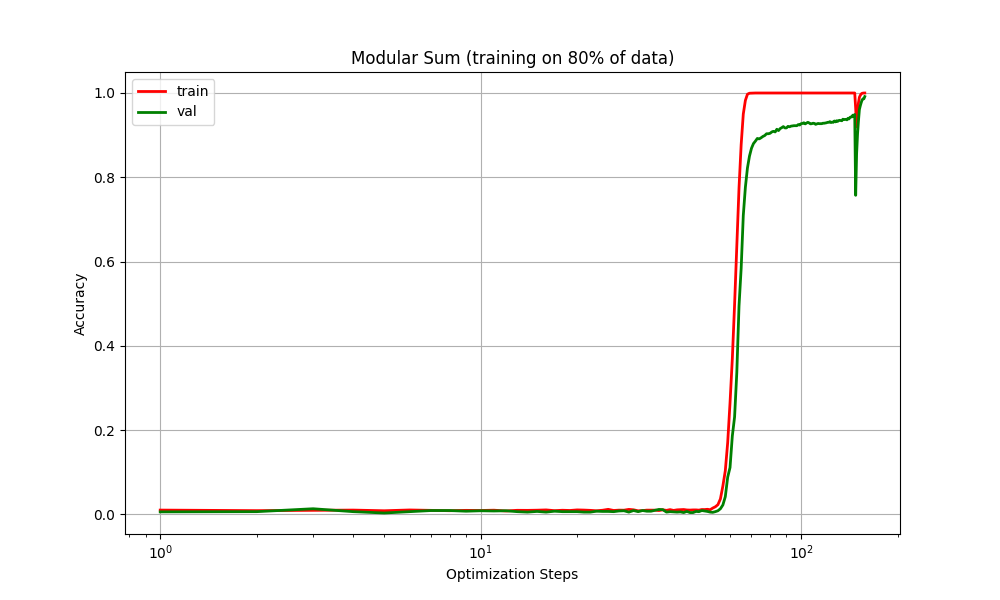 Modular Sum (training on 80% of data)
train
val
1.0
0.8
0.6
0.4
0.2
0.0
Accuracy
10⁰
10¹
10²
Optimization Steps